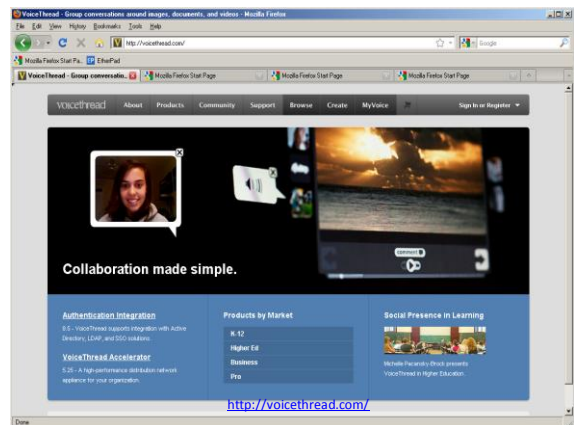 VoiceThread - Group conversations around images, documents, and videos - Mozilla Firefox
File Edit View History Bookmarks Tools Help
http://voicethread.com/
Google
Mozilla Firefox Start Pa.. EtherPad
VoiceThread - Group conversatio.. Mozilla Firefox Start Page Mozilla Firefox Start Page Mozilla Firefox Start Page
voicethread About Products Community Support Browse Create MyVoice Sign In or Register
comment
Collaboration made simple.
Authentication Integration
8.5 - VoiceThread supports integration with Active
Directory, LDAP, and SSO solutions.
VoiceThread Accelerator
5.25 - A high-performance distribution network
appliance for your organization.
Products by Market
K-12
Higher Ed
Business
Pro
Social Presence in Learning
Michelle Pacansky-Brock presents
VoiceThread in Higher Education.
http://voicethread.com/
Done